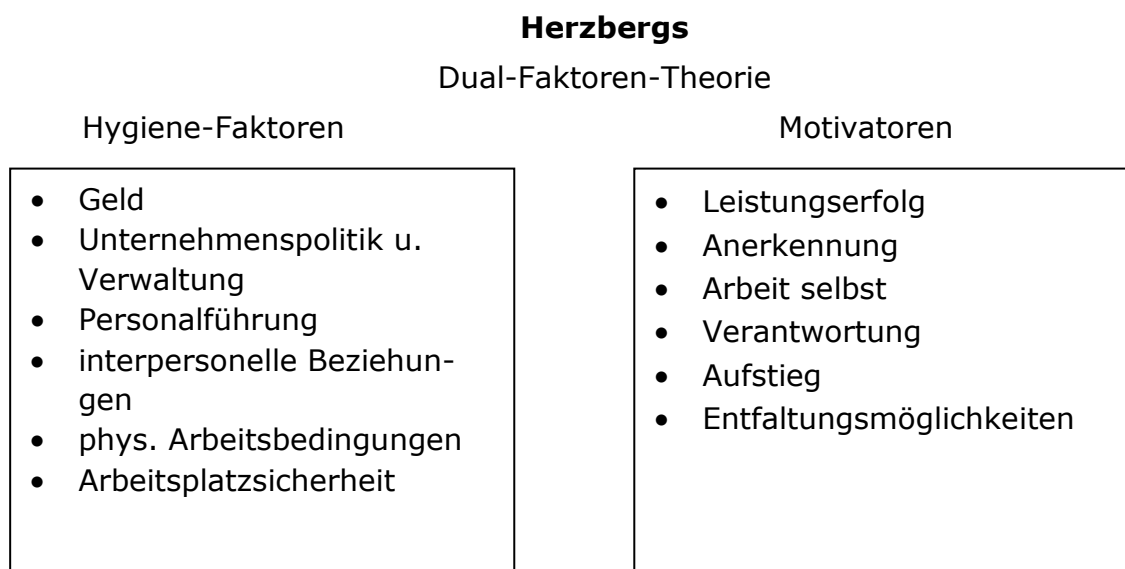 Herzbergs
Dual-Faktoren-Theorie
Hygiene-Faktoren
• Geld
• Unternehmenspolitik u.
Verwaltung
• Personalführung
• interpersonelle Beziehun-
gen
• phys. Arbeitsbedingungen
• Arbeitsplatzsicherheit
Motivatoren
• Leistungserfolg
• Anerkennung
• Arbeit selbst
• Verantwortung
• Aufstieg
• Entfaltungsmöglichkeiten